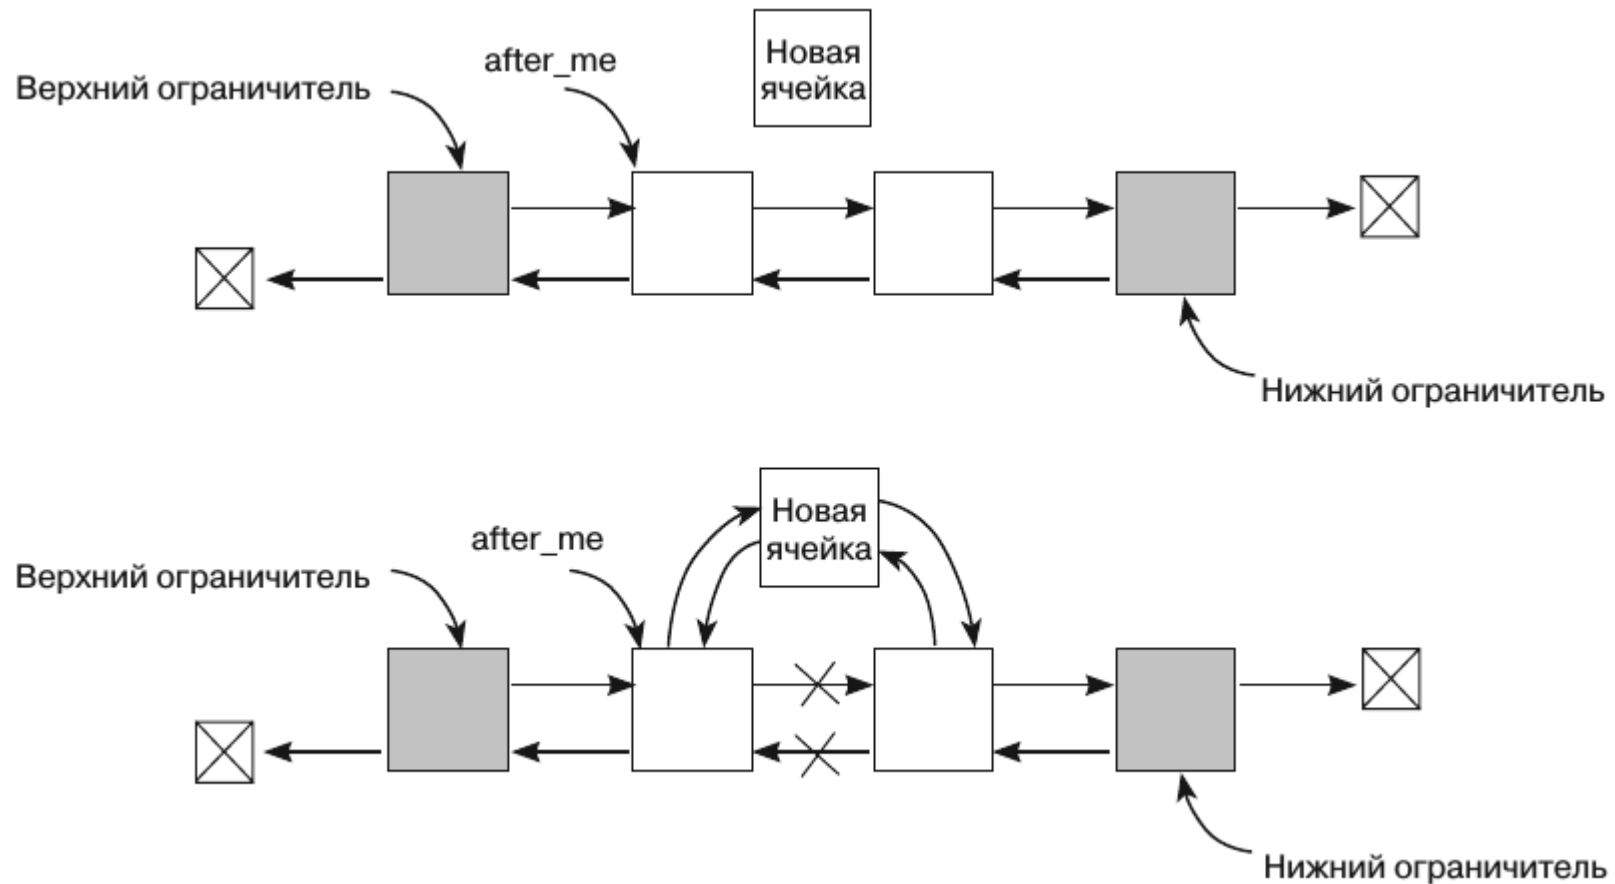 Новая
ячейка
after_me
Верхний ограничитель
Нижний ограничитель
Новая
ячейка
after_me
Верхний ограничитель
Нижний ограничитель